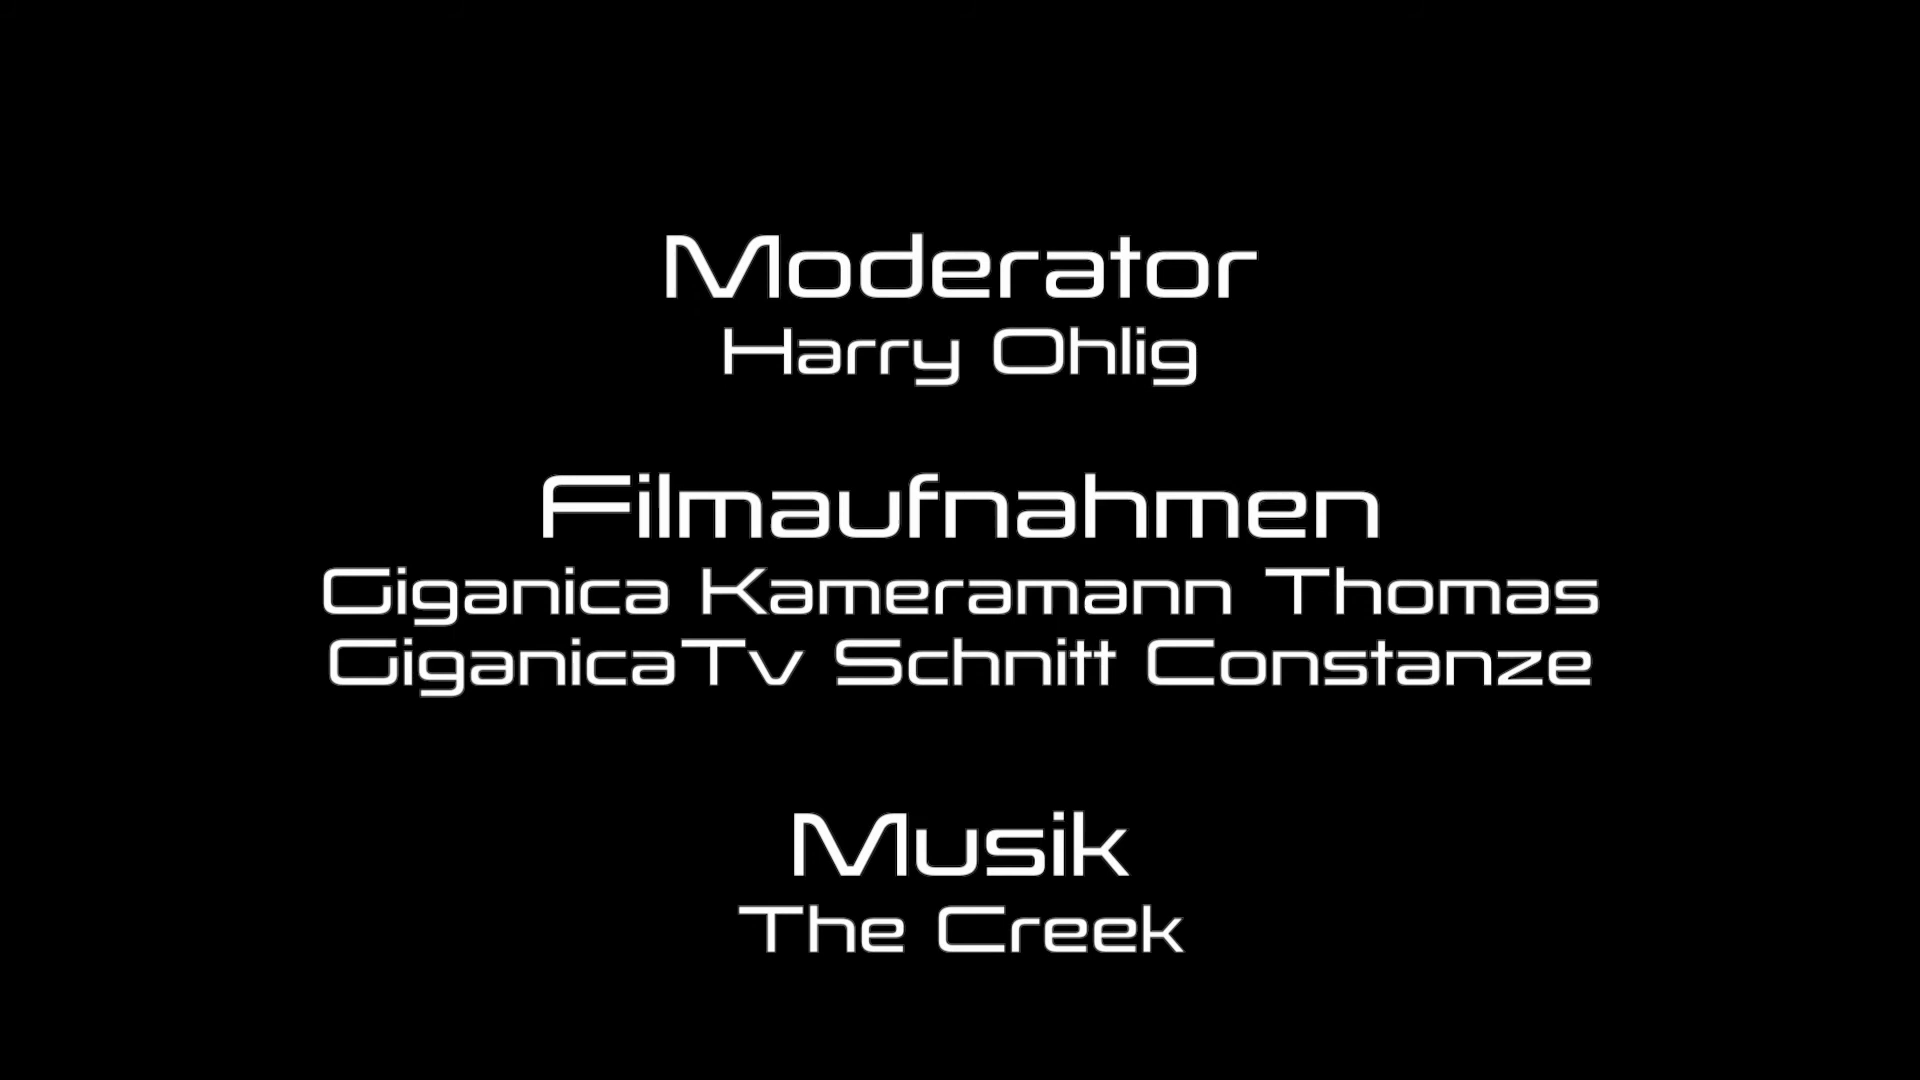 Moderator
Harry Ohlig
Filmaufnahmen
Giganica Kameramann Thomas
GiganicaTv Schnitt Constanze
Musik
The Creek